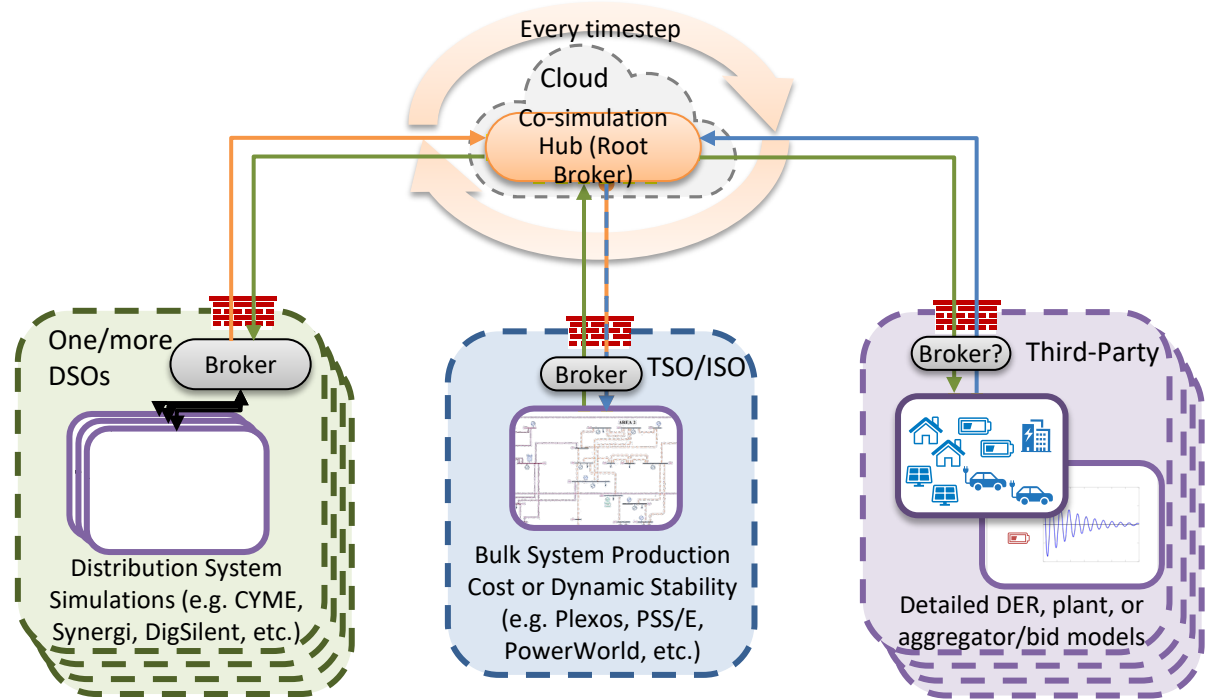 Every timestep
Cloud
Co-simulation
Hub (Root
Broker)
One/more
DSOs
Broker
Distribution System
Simulations (e.g. CYME,
Synergi, DigSilent, etc.)
Broker
TSO/ISO
AREA 2
Bulk System Production
Cost or Dynamic Stability
(e.g. Plexos, PSS/E,
PowerWorld, etc.)
Broker?
Third-Party
Detailed DER, plant, or
aggregator/bid models